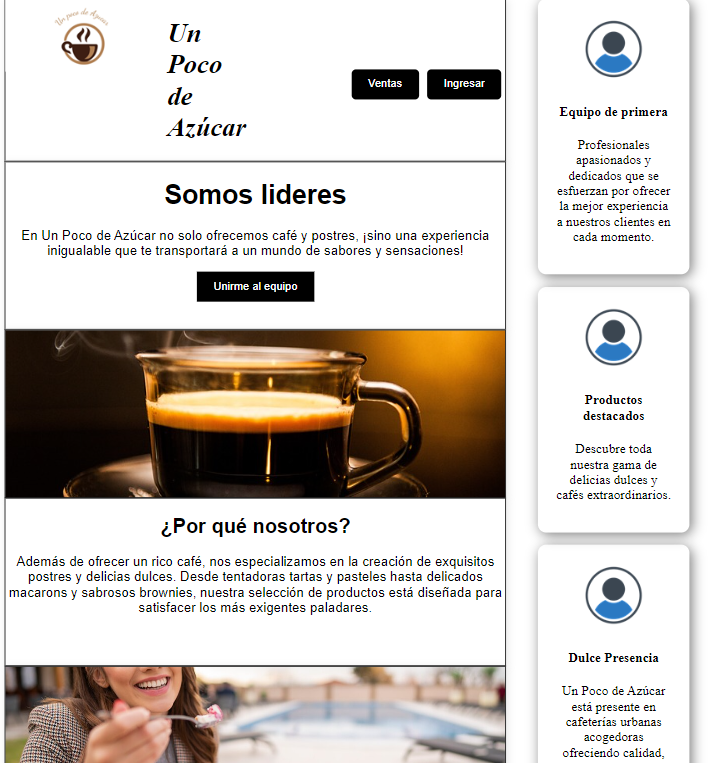 Un poco de Azúcar
Un
Poco
de
Azúcar
Ventas
Ingresar
Somos lideres
En Un Poco de Azúcar no solo ofrecemos café y postres, ¡sino una experiencia
inigualable que te transportará a un mundo de sabores y sensaciones!
Unirme al equipo
¿Por qué nosotros?
Además de ofrecer un rico café, nos especializamos en la creación de exquisitos
postres y delicias dulces. Desde tentadoras tartas y pasteles hasta delicados
macarons y sabrosos brownies, nuestra selección de productos está diseñada para
satisfacer los más exigentes paladares.
Equipo de primera
Profesionales
apasionados y
dedicados que se
esfuerzan por ofrecer
la mejor experiencia
a nuestros clientes en
cada momento.
Productos
destacados
Descubre toda
nuestra gama de
delicias dulces y
cafés extraordinarios.
Dulce Presencia
Un Poco de Azúcar
está presente en
cafeterías urbanas
acogedoras
ofreciendo calidad,